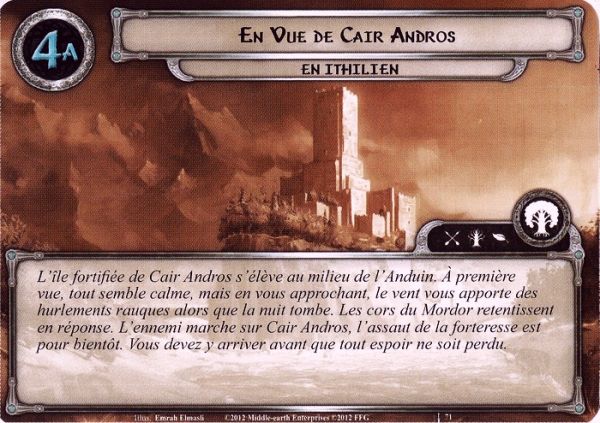 4A
En Vue de Cair Andros
EN ITHILIEN
L'île fortifiée de Cair Andros s'élève au milieu de l'Anduin. À première
vue, tout semble calme, mais en vous approchant, le vent vous apporte des
hurlements rauques alors que la nuit tombe. Les cors du Mordor retentissent
en réponse. L'ennemi marche sur Cair Andros, l'assaut de la forteresse est
pour bientôt. Vous devez y arriver avant que tout espoir ne soit perdu.
Illus. Emrah Elmasli ©2012 Middle-earth Enterprises ©2012 FFG 71